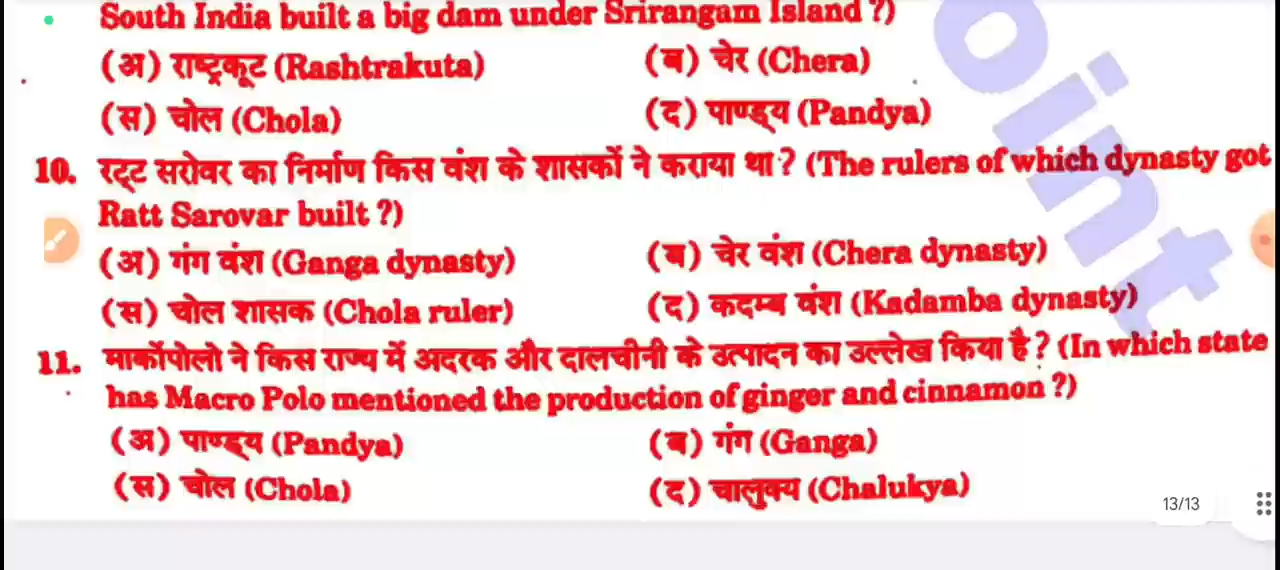 South India built a big dam under Srirangam Island ?)
(अ) राष्ट्रकूट (Rashtrakuta) (ब) चेर (Chera)
(स) चोल (Chola) (द) पाण्ड्य (Pandya)
10. रट्ट सरोवर का निर्माण किस वंश के शासकों ने कराया था? (The rulers of which dynasty got
Ratt Sarovar built ?)
(अ) गंग वंश (Ganga dynasty) (ब) चेर वंश (Chera dynasty)
(स) चोल शासक (Chola ruler) (द) कदम्ब वंश (Kadamba dynasty)
11. मार्कोपोलो ने किस राज्य में अदरक और दालचीनी के उत्पादन का उल्लेख किया है? (In which state
has Macro Polo mentioned the production of ginger and cinnamon ?)
(अ) पाण्ड्य (Pandya) (ब) गंग (Ganga)
(स) चोल (Chola) (द) चालुक्य (Chalukya)
13/13
oint